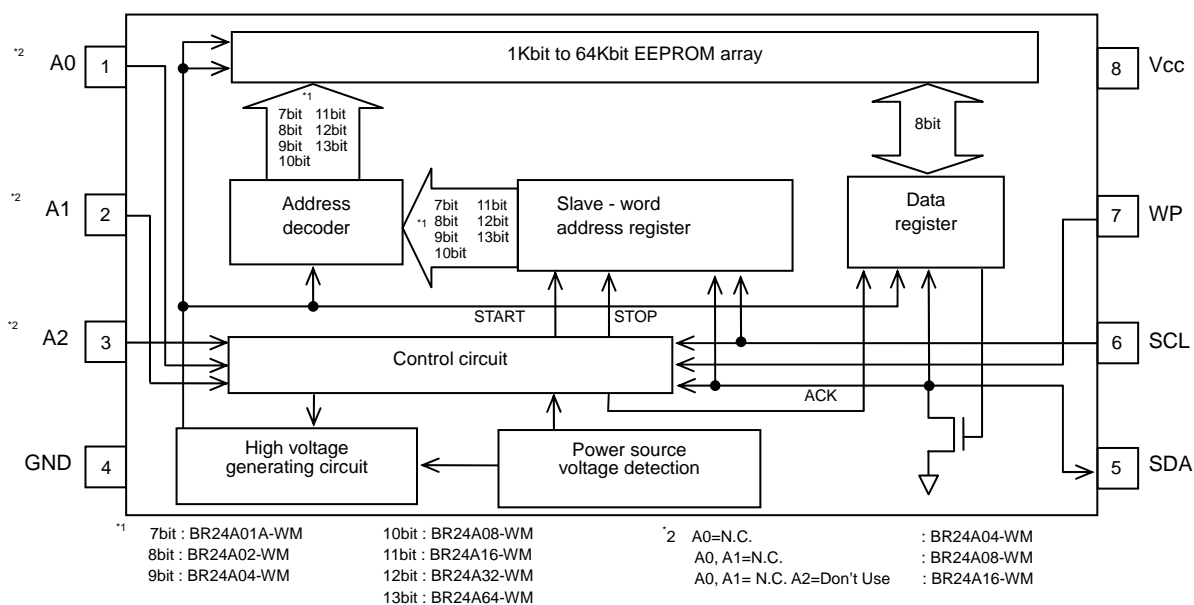 1Kbit to 64Kbit EEPROM array
*2 A0 1
8 Vcc
*1
7bit 11bit
8bit 12bit
9bit 13bit
10bit
8bit
*2 A1 2
Address
decoder
*1
7bit 11bit
8bit 12bit
9bit 13bit
10bit
Slave - word
address register
Data
register
7 WP
START STOP
*2 A2 3
Control circuit
6 SCL
ACK
GND 4
High voltage
generating circuit
Power source
voltage detection
5 SDA
*1 7bit : BR24A01A-WM
8bit : BR24A02-WM
9bit : BR24A04-WM
10bit : BR24A08-WM
11bit : BR24A16-WM
12bit : BR24A32-WM
13bit : BR24A64-WM
*2 A0=N.C. : BR24A04-WM
A0, A1=N.C. : BR24A08-WM
A0, A1= N.C. A2=Don't Use : BR24A16-WM